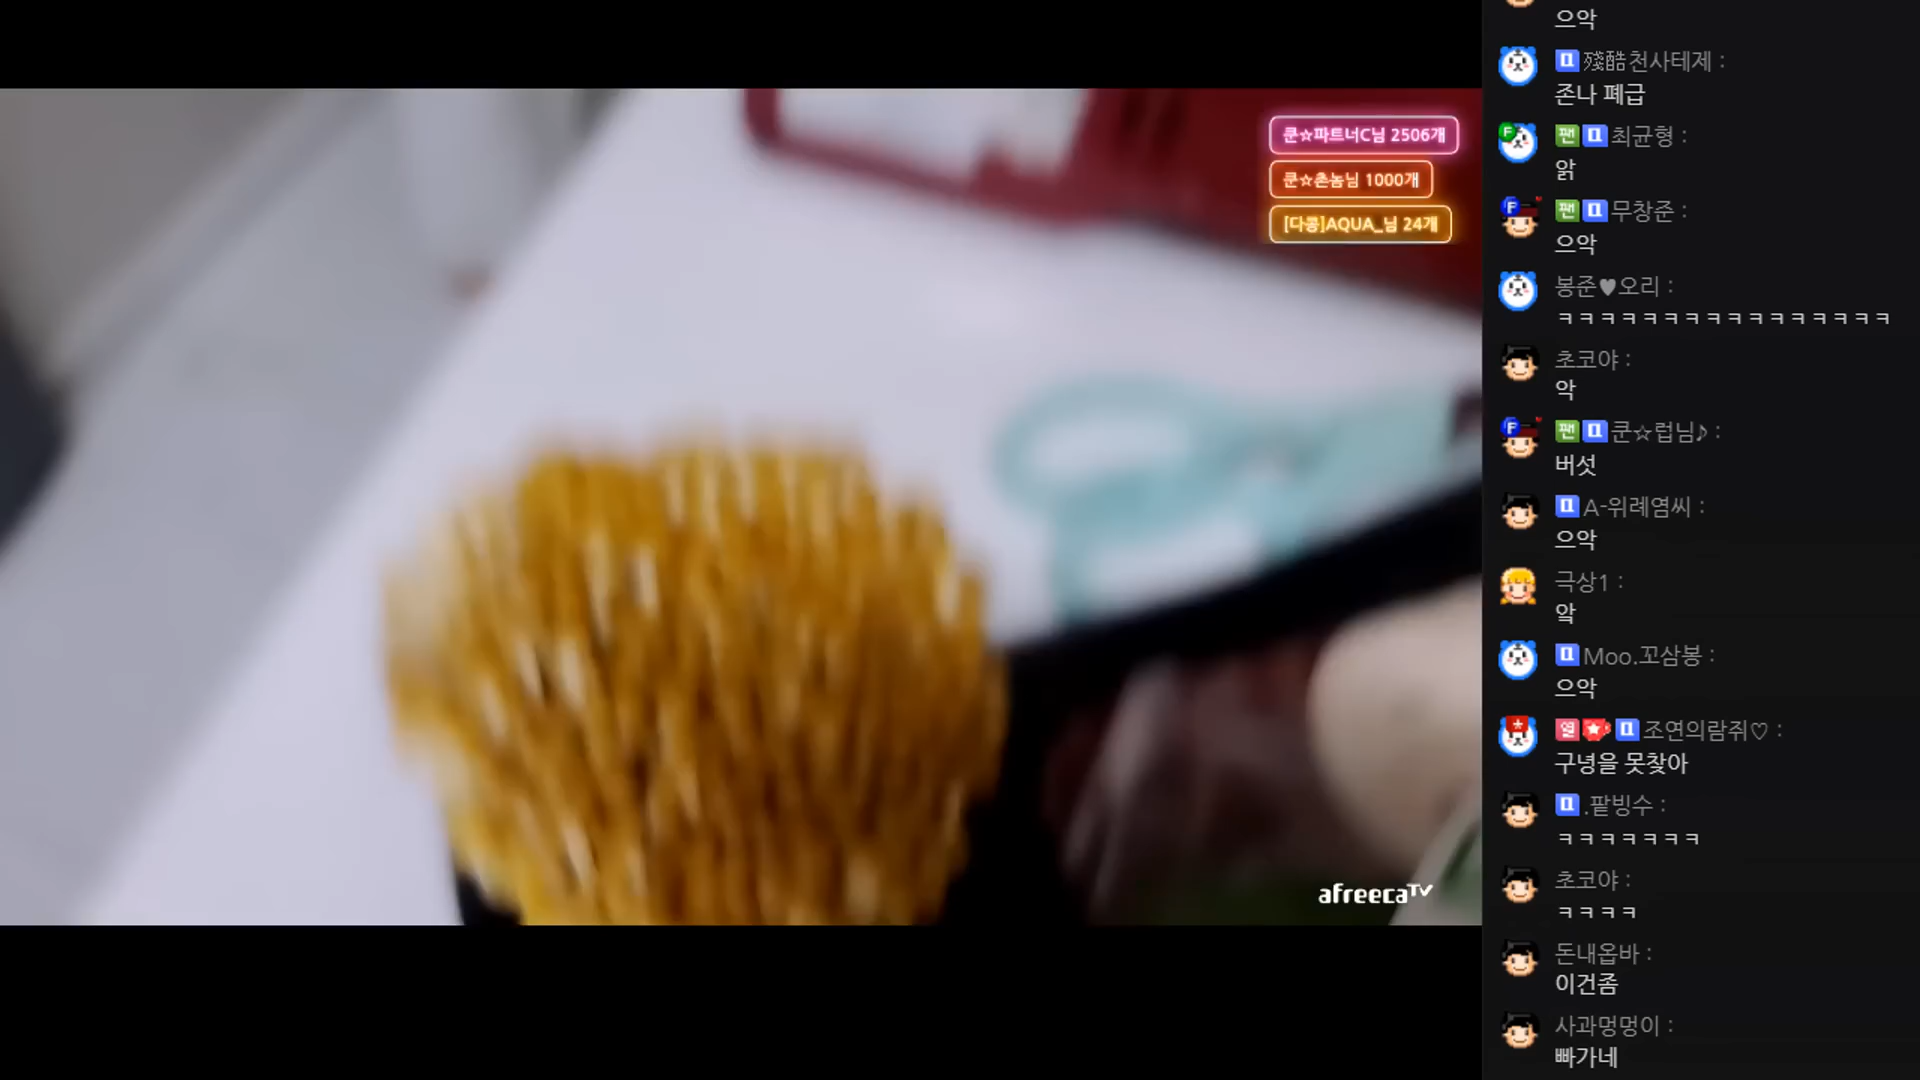 쿤☆파트너C님 2506개
쿤☆촌놈님 1000개
[다콩]AQUA_님 24개
afreecaTV
으악
殘酷천사테제 :
존나 폐급
팬 최균형 :
앍
팬 무창준 :
으악
봉준♥오리 :
ㅋㅋㅋㅋㅋㅋㅋㅋㅋㅋㅋㅋㅋㅋㅋㅋ
초코야 :
악
팬 쿤☆럽님♪ :
버섯
A-위례염씨 :
으악
극상1 :
앜
Moo.꼬삼봉 :
으악
열 조연의람쥐♡ :
구녕을 못찾아
.팥빙수 :
ㅋㅋㅋㅋㅋㅋㅋ
초코야 :
ㅋㅋㅋㅋ
돈내옵바 :
이건좀
사과멍멍이 :
빠가네